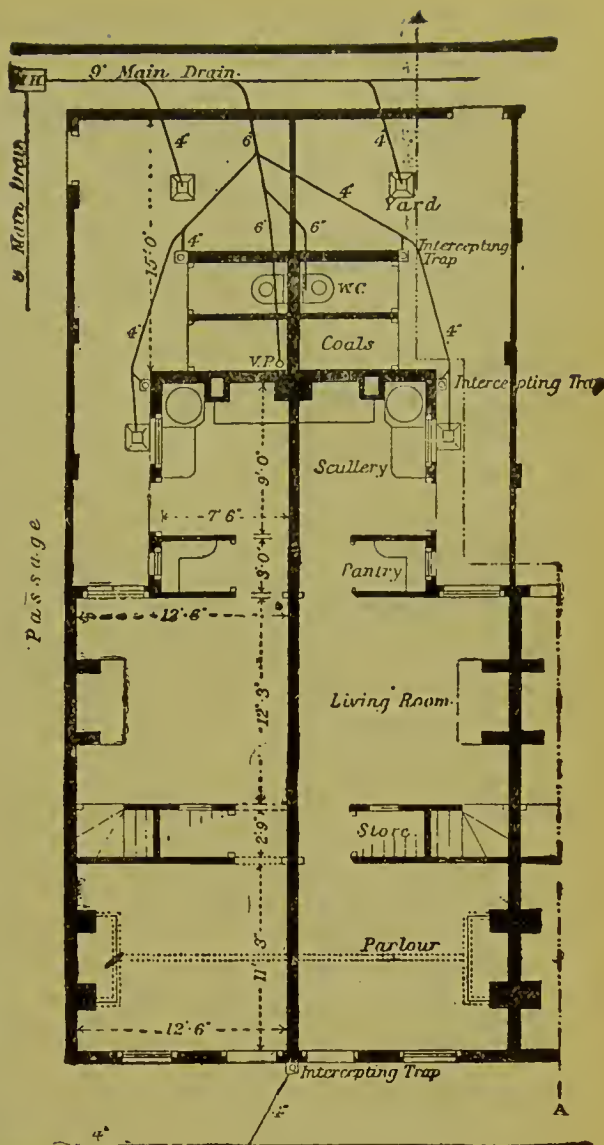 M H
9" Main Drain.
Main Drain
4"
6"
4"
15'·0"
Yard
4"
6"
6"
4"
Intercepting
Trap
W.C.
4"
4"
V.P.
Coals
Intercepting Trap
9'·0"
Scullery
7'·6"
3'·0"
Pantry
Passage
12'·6"
12'·3"
Living Room.
2'·9"
Store
11'·3"
Parlour
12'·6"
Intercepting Trap
4"
4"
A